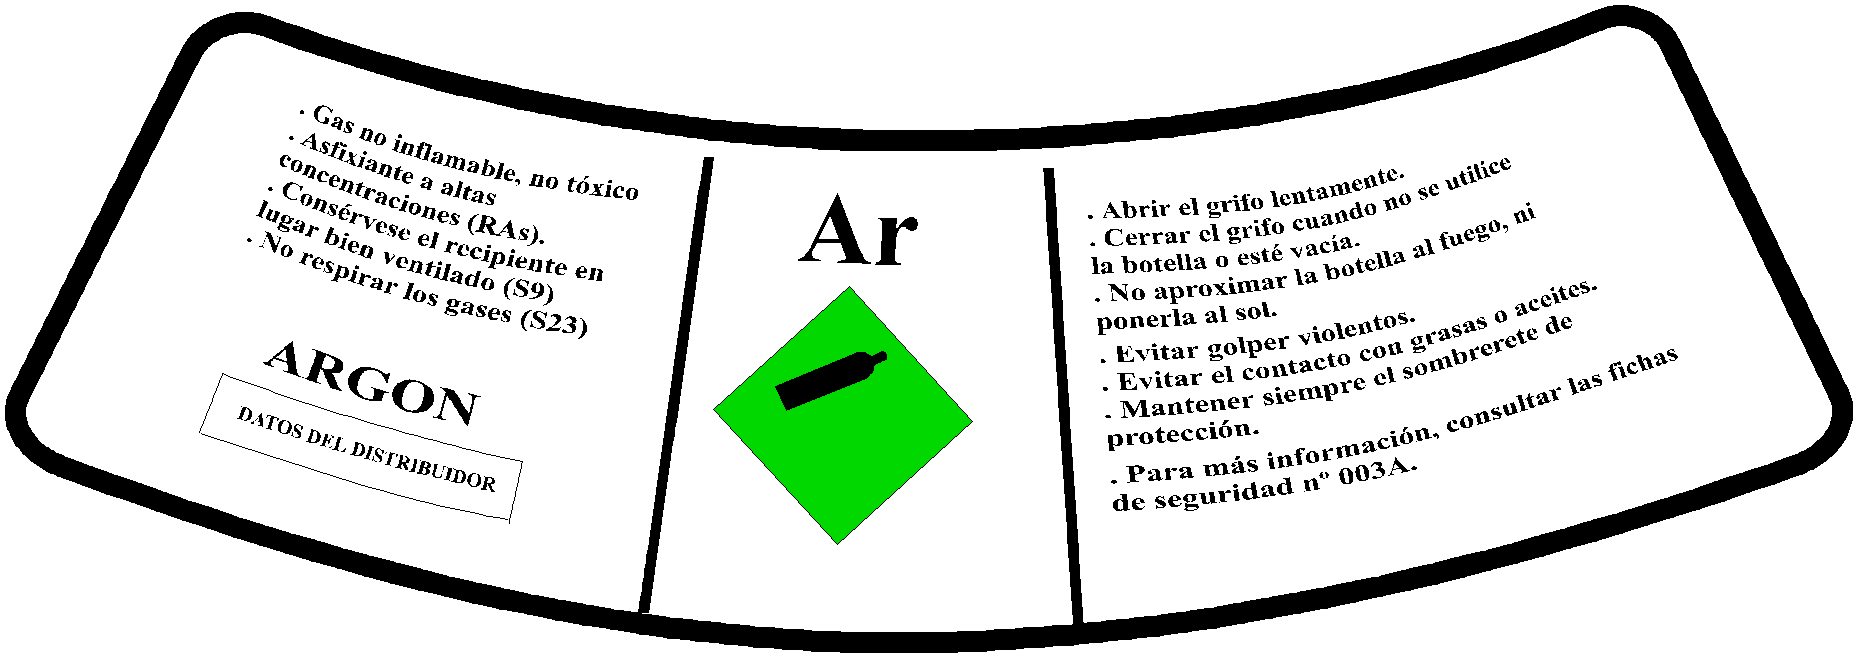 . Gas no inflamable, no tóxico
. Asfixiante a altas
concentraciones (RAs).
. Consérvese el recipiente en
lugar bien ventilado (S9)
. No respirar los gases (S23)
ARGON
DATOS DEL DISTRIBUIDOR
Ar
. Abrir el grifo lentamente.
. Cerrar el grifo cuando no se utilice
la botella o esté vacía.
. No aproximar la botella al fuego, ni
ponerla al sol.
. Evitar golper violentos.
. Evitar el contacto con grasas o aceites.
. Mantener siempre el sombrerete de
protección.
. Para más información, consultar las fichas
de seguridad nº 003A.